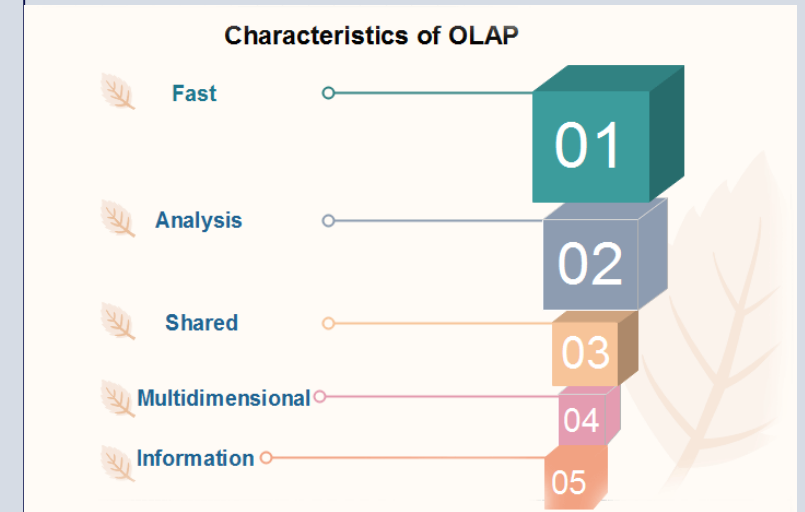 Characteristics of OLAP
Fast
01
Analysis
02
Shared
03
Multidimensional
04
Information
05